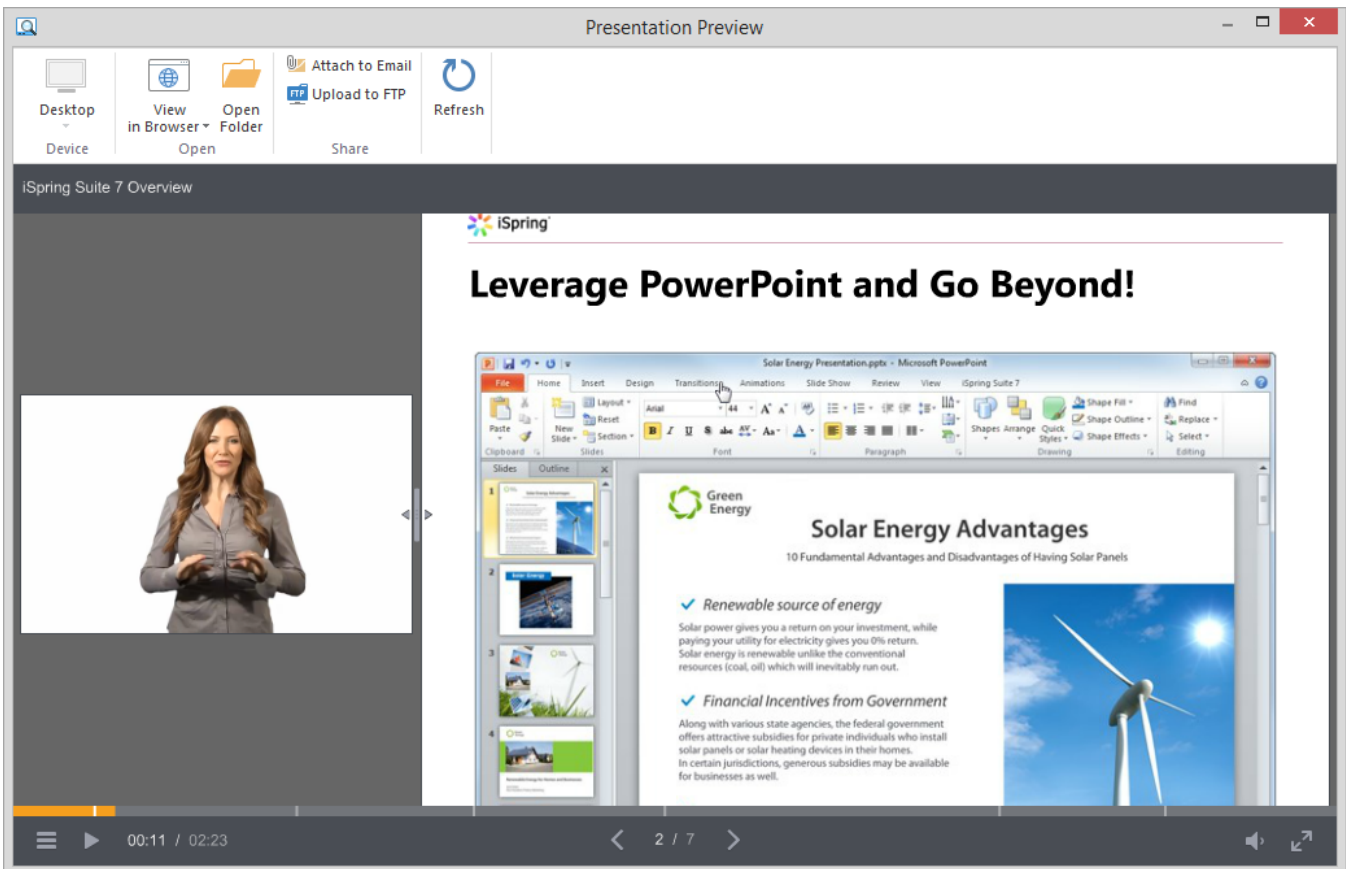 Presentation Preview
Attach to Email
Upload to FTP
Desktop
View
in Browser
Open
Folder
Refresh
Device
Open
Share
iSpring Suite 7 Overview
iSpring
Leverage PowerPoint and Go Beyond!
Solar Energy Presentation.pptx - Microsoft PowerPoint
File Home Insert Design Transitions Animations Slide Show Review View iSpring Suite 7
Paste
New
Slide
Layout
Reset
Section
Arial 44
B I U S abc AV Aa A
Shapes Arrange Quick
Styles
Shape Fill
Shape Outline
Shape Effects
Find
Replace
Select
Clipboard Slides Font Paragraph Drawing Editing
Slides Outline
1
2
Solar Energy
3
4
Green
Energy
Solar Energy Advantages
10 Fundamental Advantages and Disadvantages of Having Solar Panels
Renewable source of energy
Solar power gives you a return on your investment, while
paying your utility for electricity gives you 0% return.
Solar energy is renewable unlike the conventional
resources (coal, oil) which will inevitably run out.
Financial Incentives from Government
Along with various state agencies, the federal government
offers attractive subsidies for private individuals who install
solar panels or solar heating devices in their homes.
In certain jurisdictions, generous subsidies may be available
for businesses as well.
00:11 / 02:23
2 / 7